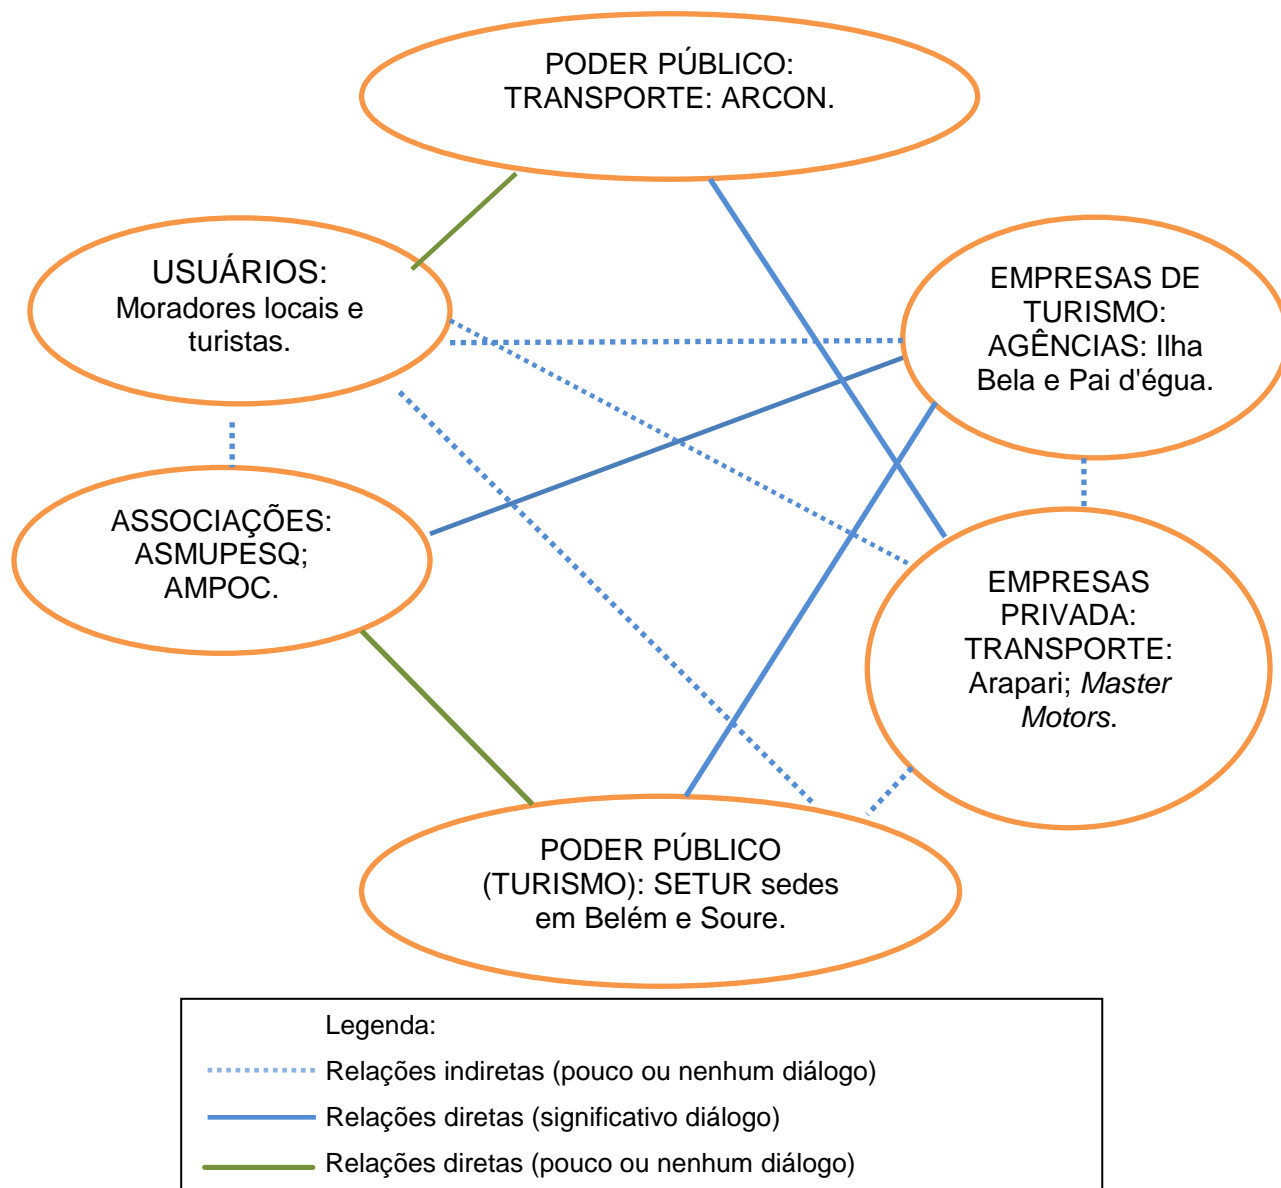 PODER PÚBLICO:
TRANSPORTE: ARCON.
USUÁRIOS:
Moradores locais e
turistas.
EMPRESAS DE
TURISMO:
AGÊNCIAS: Ilha
Bela e Pai d'égua.
ASSOCIAÇÕES:
ASMUPESQ;
AMPOC.
EMPRESAS
PRIVADA:
TRANSPORTE:
Arapari; Master
Motors.
PODER PÚBLICO
(TURISMO): SETUR sedes
em Belém e Soure.
Legenda:
Relações indiretas (pouco ou nenhum diálogo)
Relações diretas (significativo diálogo)
Relações diretas (pouco ou nenhum diálogo)